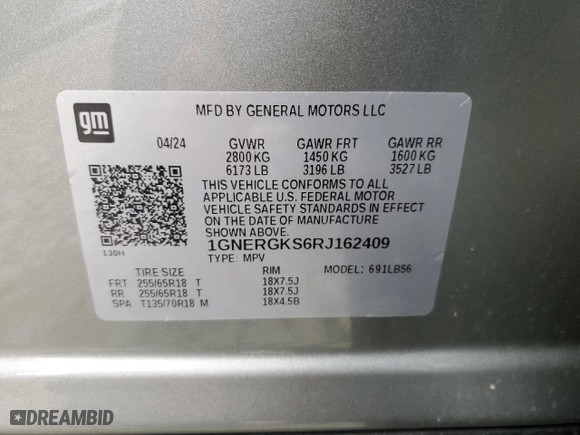 gm
MFD BY GENERAL MOTORS LLC
04/24 GVWR GAWR FRT GAWR RR
2800 KG 1450 KG 1600 KG
6173 LB 3196 LB 3527 LB
THIS VEHICLE CONFORMS TO ALL
APPLICABLE U.S. FEDERAL MOTOR
VEHICLE SAFETY STANDARDS IN EFFECT
ON THE DATE OF MANUFACTURE
SHOWN ABOVE.
1GNERGKS6RJ162409
130H
TYPE: MPV
TIRE SIZE RIM MODEL: 691LB56
FRT 255/65R18 T 18X7.5J
RR 255/65R18 T 18X7.5J
SPA T135/70R18 M 18X4.5B
DREAMBID